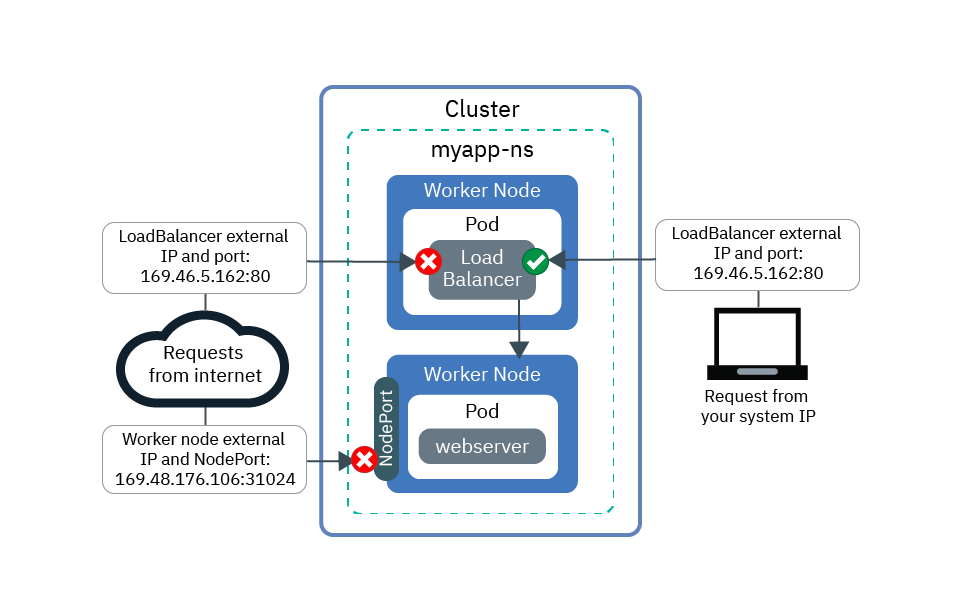 Cluster
myapp-ns
Worker Node
Pod
Load
Balancer
LoadBalancer external
IP and port:
169.46.5.162:80
Requests
from internet
Worker node external
IP and NodePort:
169.48.176.106:31024
NodePort
Worker Node
Pod
webserver
LoadBalancer external
IP and port:
169.46.5.162:80
Request from
your system IP